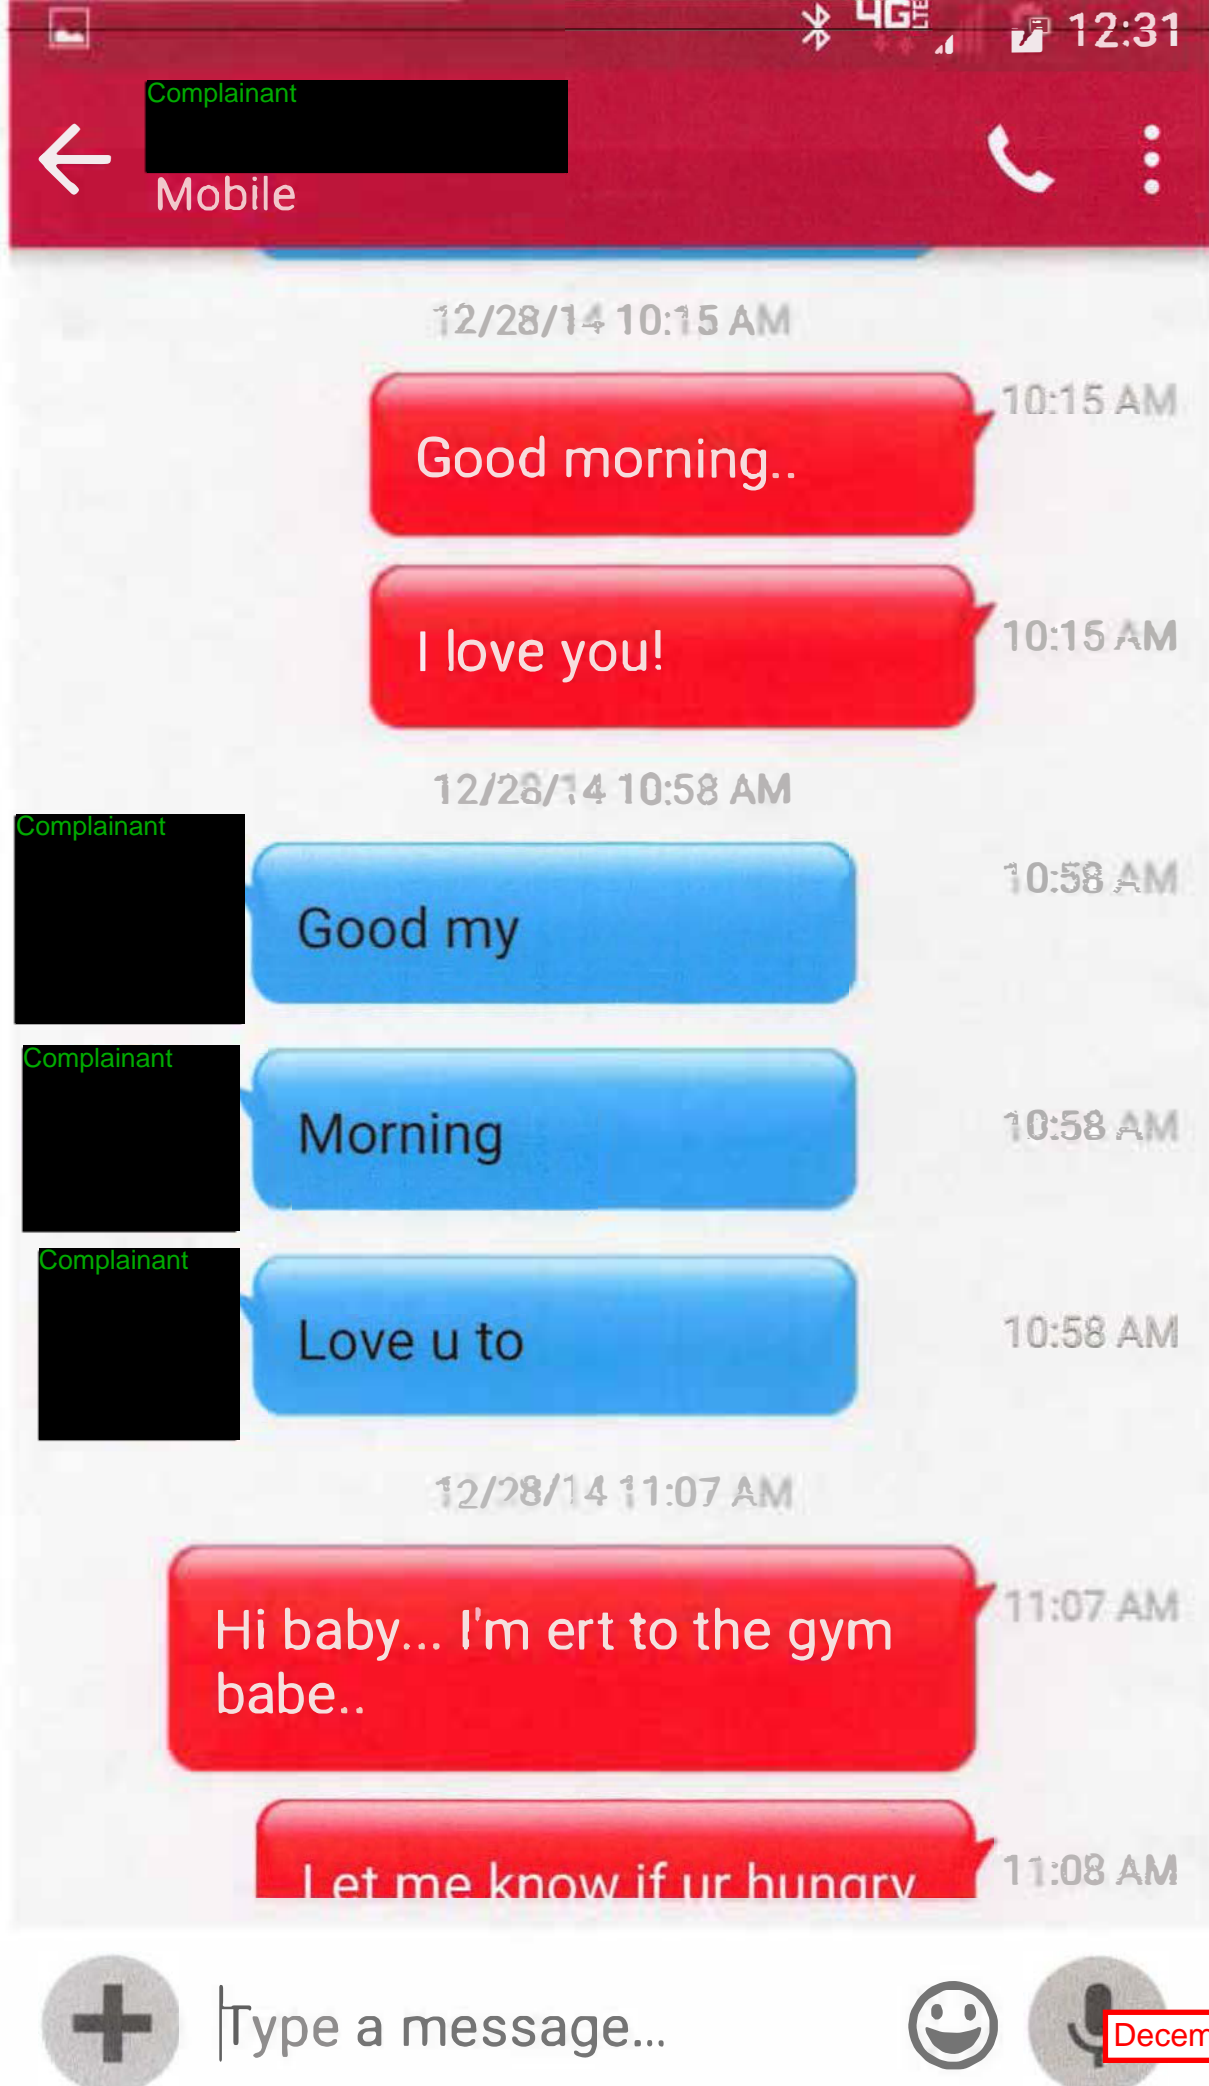 4G LTE 12:31
Complainant
Mobile
12/28/14 10:15 AM
10:15 AM
Good morning..
I love you!
10:15 AM
12/28/14 10:58 AM
Complainant
10:58 AM
Good my
Complainant
Morning
10:58 AM
Complainant
Love u to
10:58 AM
12/28/14 11:07 AM
11:07 AM
Hi baby... I'm ert to the gym
babe..
Let me know if ur hungry
11:08 AM
Type a message...
Decem